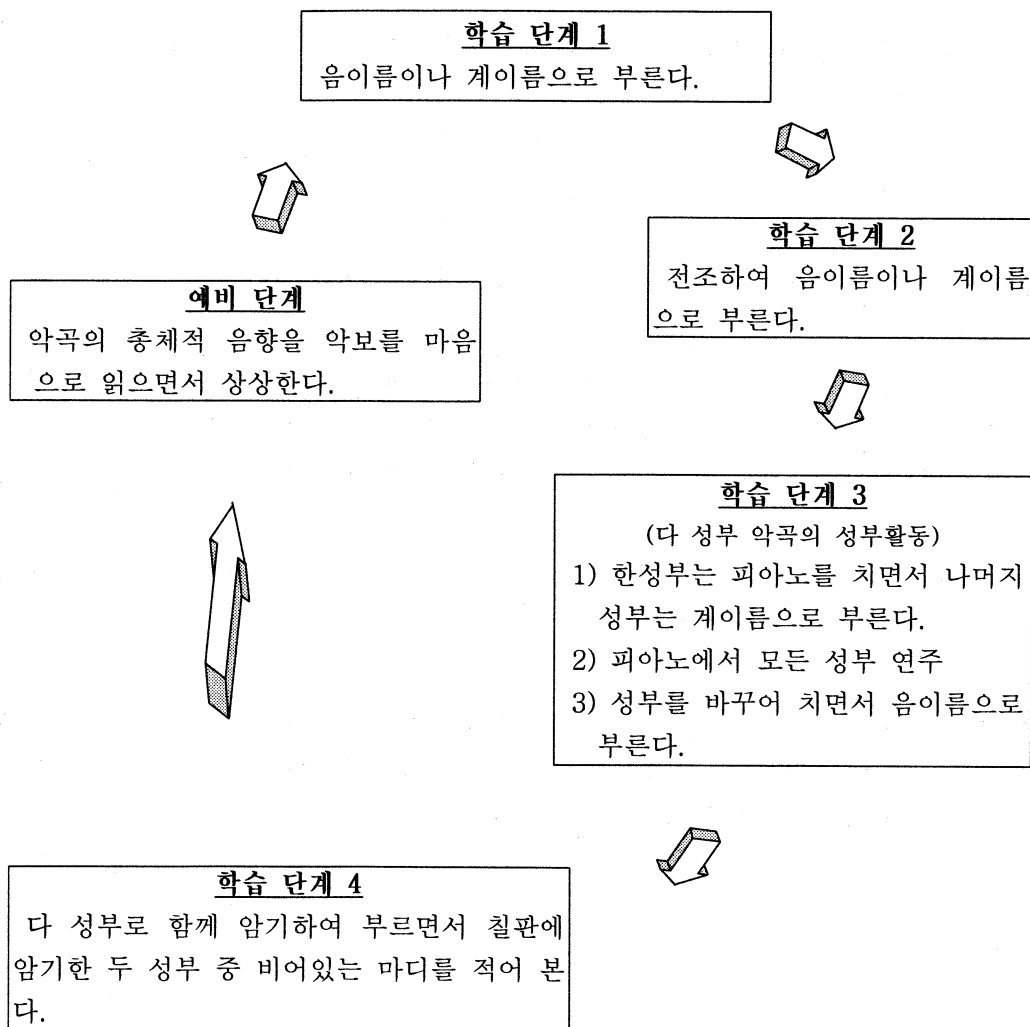 학습 단계 1
음이름이나 계이름으로 부른다.
학습 단계 2
전조하여 음이름이나 계이름
으로 부른다.
예비 단계
악곡의 총체적 음향을 악보를 마음
으로 읽으면서 상상한다.
학습 단계 3
(다 성부 악곡의 성부활동)
1) 한성부는 피아노를 치면서 나머지
성부는 계이름으로 부른다.
2) 피아노에서 모든 성부 연주
3) 성부를 바꾸어 치면서 음이름으로
부른다.
학습 단계 4
다 성부로 함께 암기하여 부르면서 칠판에
암기한 두 성부 중 비어있는 마디를 적어 본
다.